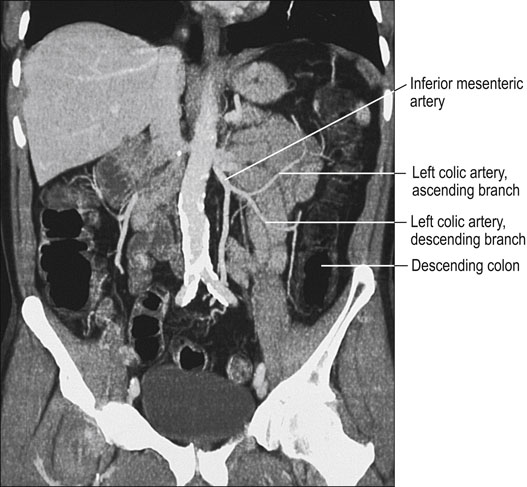 Inferior mesenteric
artery
Left colic artery,
ascending branch
Left colic artery,
descending branch
Descending colon